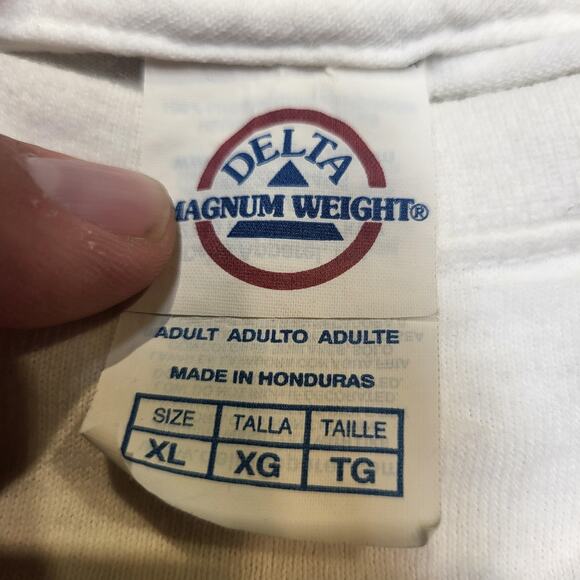 DELTA
MAGNUM WEIGHT®
ADULT ADULTO ADULTE
MADE IN HONDURAS
SIZE TALLA TAILLE
XL XG TG